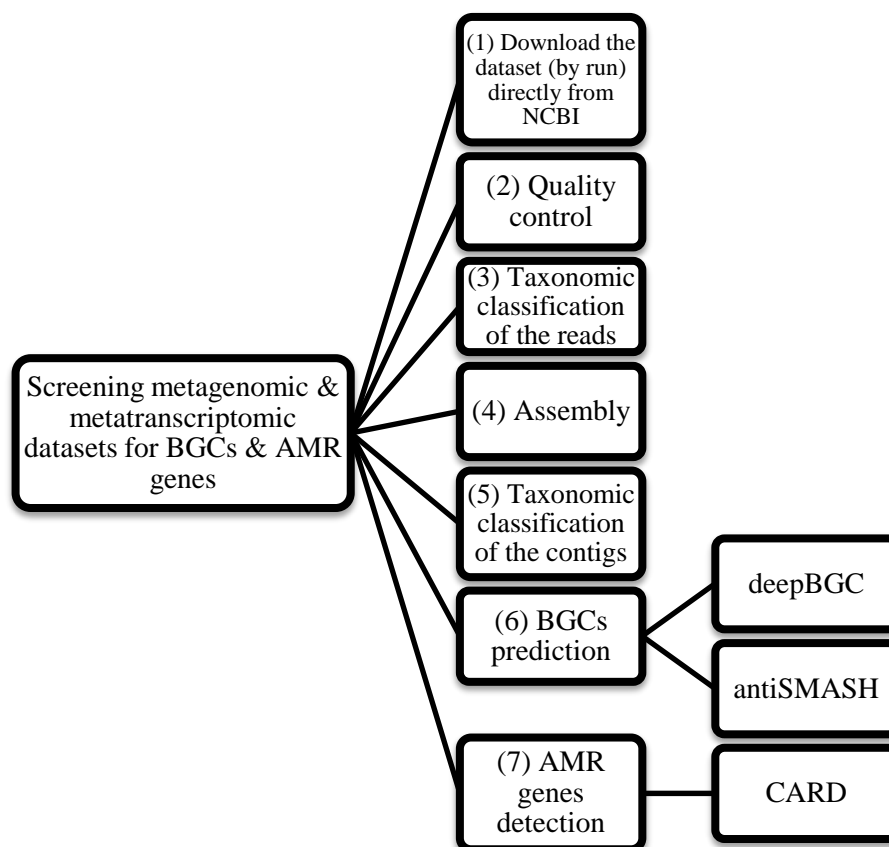 Screening metagenomic &
metatranscriptomic
datasets for BGCs & AMR
genes
(1) Download the
dataset (by run)
directly from
NCBI
(2) Quality
control
(3) Taxonomic
classification
of the reads
(4) Assembly
(5) Taxonomic
classification
of the contigs
(6) BGCs
prediction
deepBGC
antiSMASH
(7) AMR
genes
detection
CARD